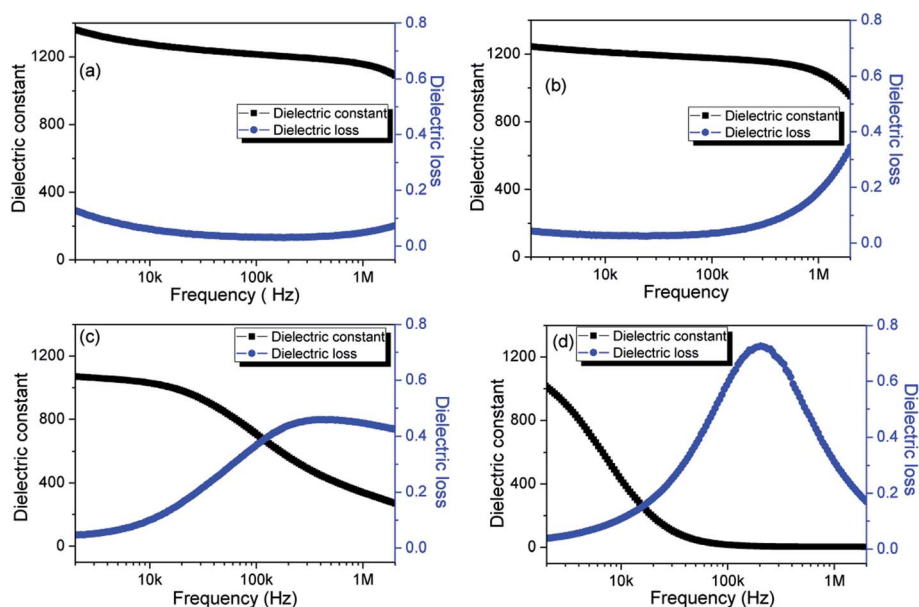 (a)
Dielectric constant
Dielectric loss
Dielectric constant
1200
800
400
0
0.8
0.6
0.4
0.2
0.0
Dielectric loss
10k 100k 1M
Frequency ( Hz)
(b)
Dielectric constant
Dielectric loss
Dielectric constant
1200
800
400
0
0.8
0.6
0.4
0.2
0.0
Dielectric loss
10k 100k 1M
Frequency
(c)
Dielectric constant
Dielectric loss
Dielectric constant
1200
800
400
0
0.8
0.6
0.4
0.2
0.0
Dielectric loss
10k 100k 1M
Frequency (Hz)
(d)
Dielectric constant
Dielectric loss
Dielectric constant
1200
800
400
0
0.8
0.6
0.4
0.2
0.0
Dielectric loss
10k 100k 1M
Frequency (Hz)